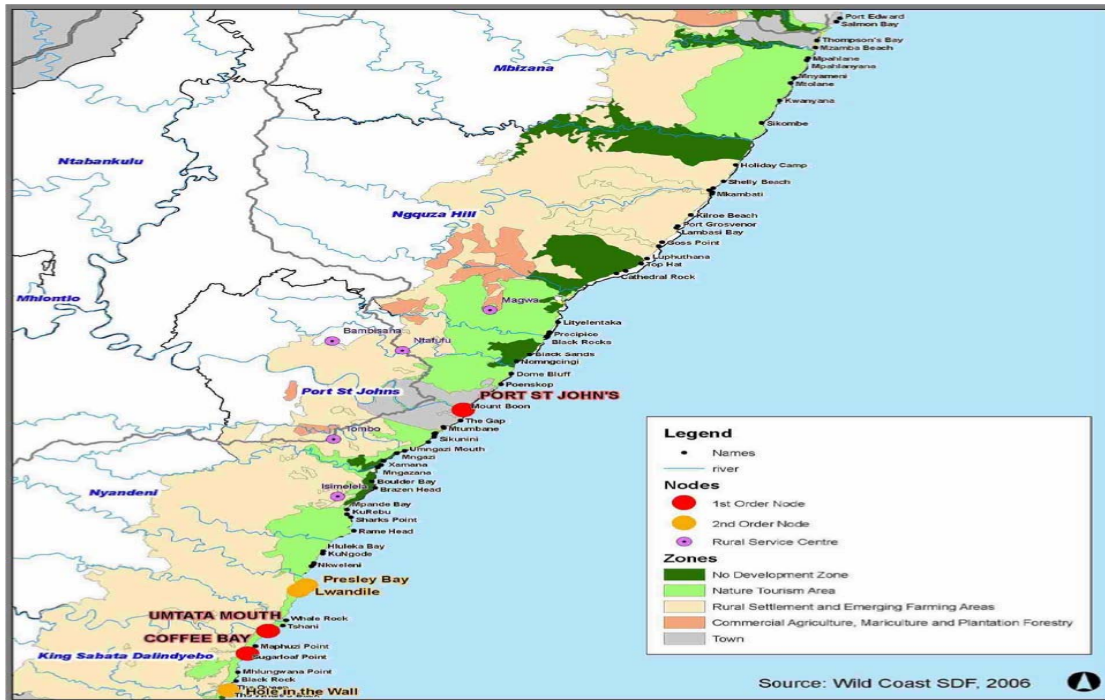 Port Edward
Salmon Bay
Thompson's Bay
Mzamba Beach
Mpahlane
Mpahlanyana
Mnyameni
Mtolane
Kwanyana
Sikombe
Mbizana
Ntabankulu
Holiday Camp
Shelly Beach
Mkambati
Ngquza Hill
Kilroe Beach
Port Grosvenor
Lambasi Bay
Goss Point
Luphuthana
Top Hat
Cathedral Rock
Mhlontlo
Magwa
Lityelentaka
Bambisana
Ntafufu
Precipice
Black Rocks
Black Sands
Nomngcingi
Dome Bluff
Poenskop
Port St Johns
PORT ST JOHN'S
Mount Boon
The Gap
Mtumbane
Tombo
Sikunini
Umngazi Mouth
Mngazi
Xamana
Mngazana
Boulder Bay
Brazen Head
Nyandeni
Isimelela
Mpande Bay
KuRebu
Sharks Point
Rame Head
Hluleka Bay
KuNgode
Nkweleni
Presley Bay
Lwandile
UMTATA MOUTH
Whale Rock
Tshani
COFFEE BAY
Maphuzi Point
King Sabata Dalindyebo
Sugarloaf Point
Mhlungwana Point
Black Rock
Hole in the Wall
Legend
Names
river
Nodes
1st Order Node
2nd Order Node
Rural Service Centre
Zones
No Development Zone
Nature Tourism Area
Rural Settlement and Emerging Farming Areas
Commercial Agriculture, Mariculture and Plantation Forestry
Town
Source: Wild Coast SDF, 2006